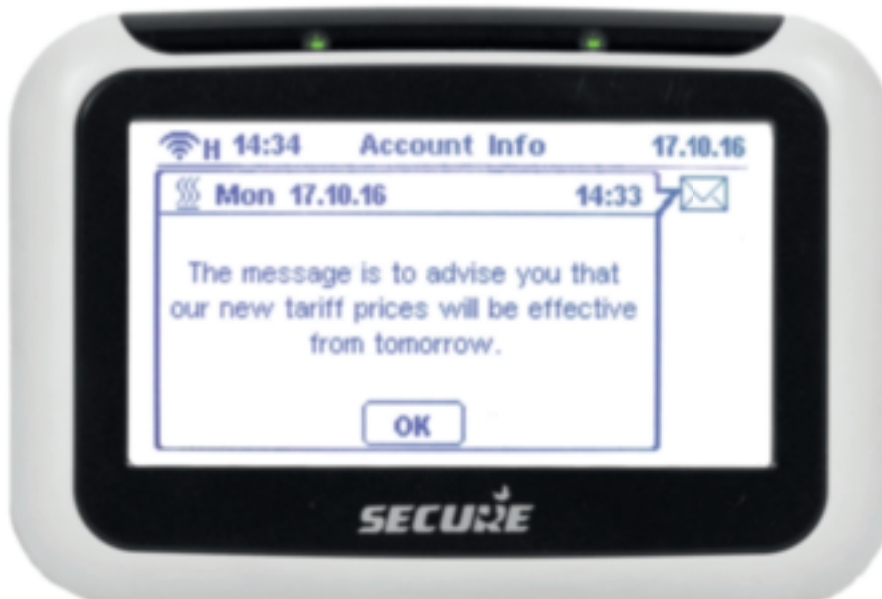 H 14:34 Account Info 17.10.16
Mon 17.10.16 14:33
The message is to advise you that
our new tariff prices will be effective
from tomorrow.
OK
SECURE